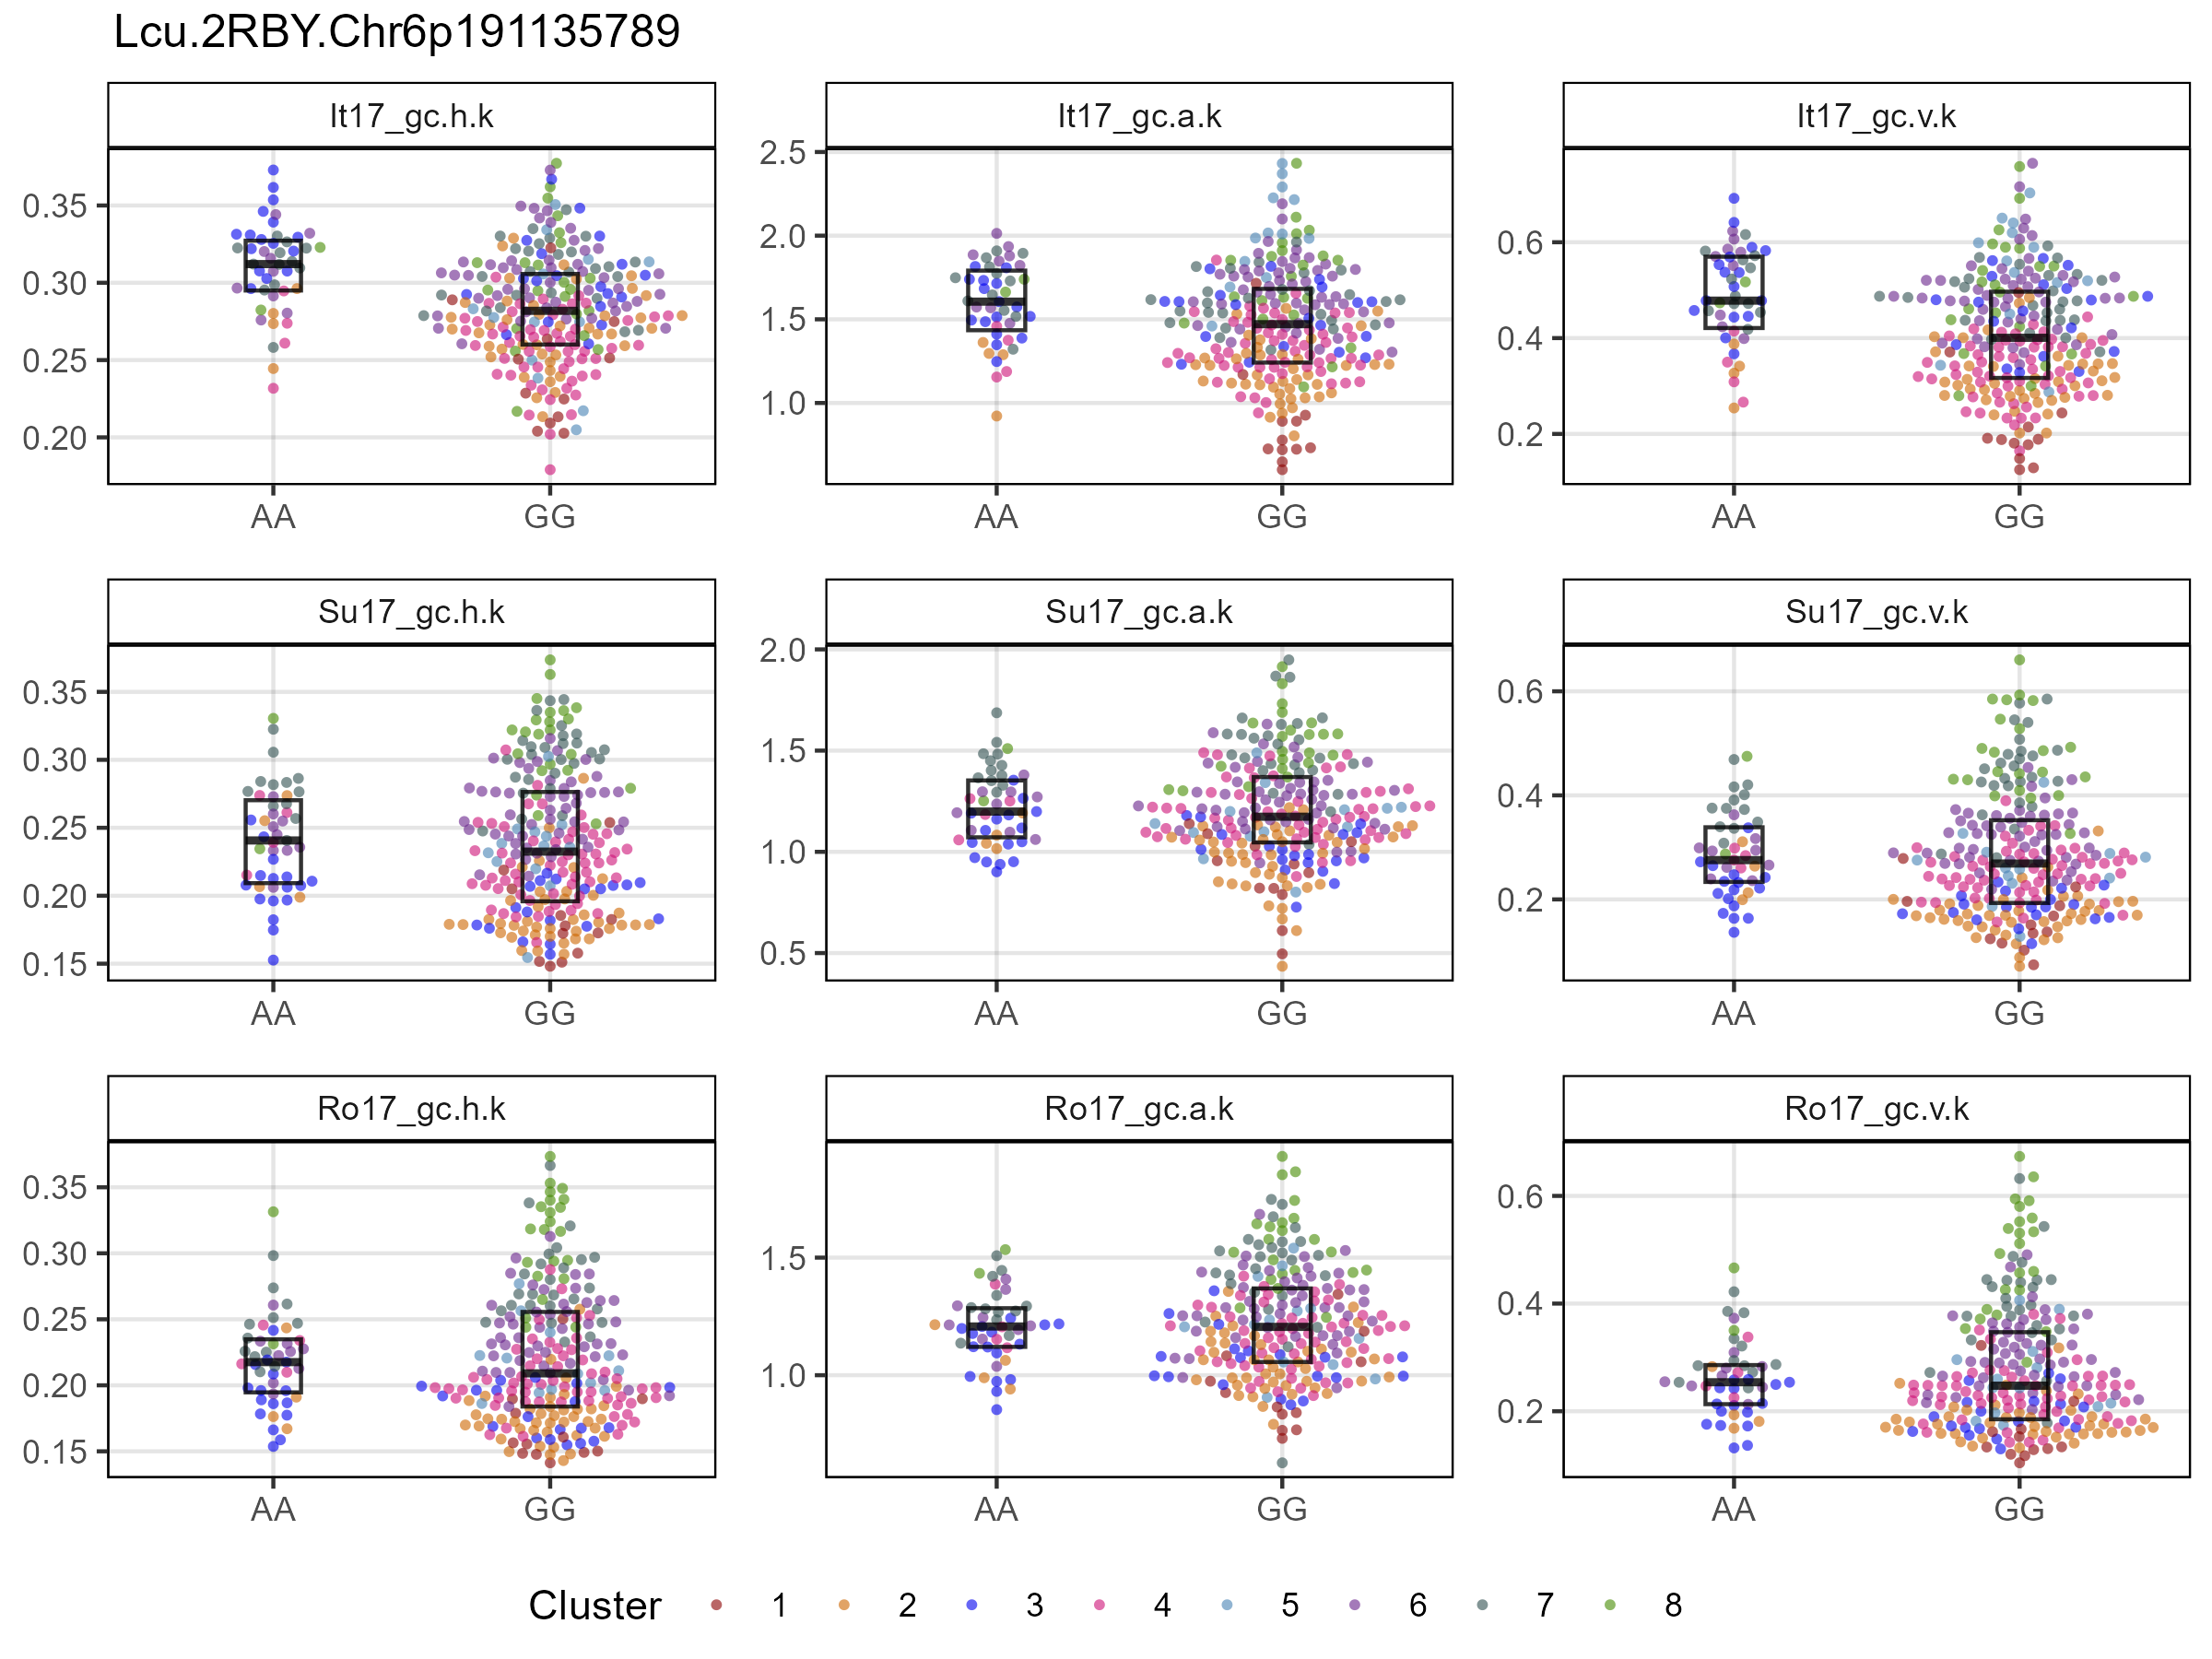 Lcu.2RBY.Chr6p191135789
It17_gc.h.k It17_gc.a.k It17_gc.v.k
0.35 0.30 0.25 0.20
2.5 2.0 1.5 1.0
0.6 0.4 0.2
AA GG AA GG AA GG
Su17_gc.h.k Su17_gc.a.k Su17_gc.v.k
0.35 0.30 0.25 0.20 0.15
2.0 1.5 1.0 0.5
0.6 0.4 0.2
AA GG AA GG AA GG
Ro17_gc.h.k Ro17_gc.a.k Ro17_gc.v.k
0.35 0.30 0.25 0.20 0.15
1.5 1.0
0.6 0.4 0.2
AA GG AA GG AA GG
Cluster 1 2 3 4 5 6 7 8